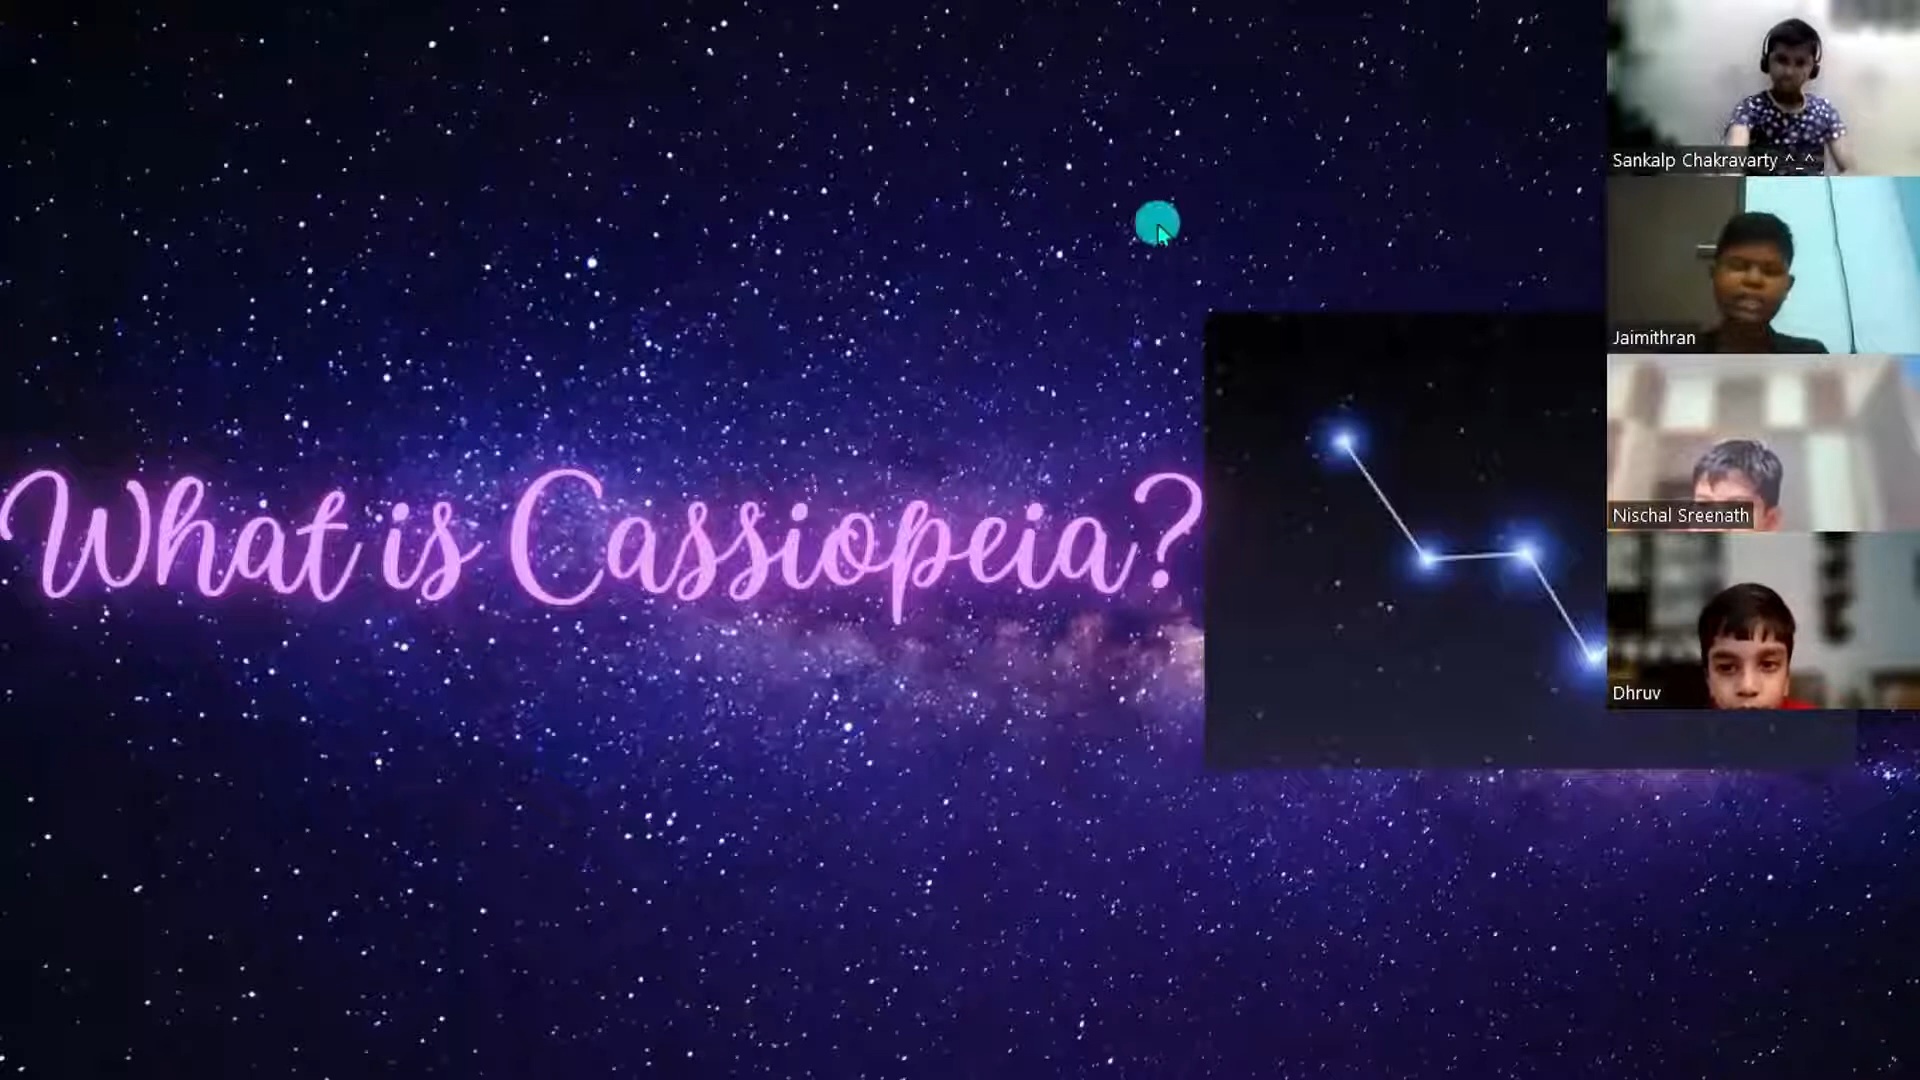 What is Cassiopeia?
Sankalp Chakravarty ^_^
Jaimithran
Nischal Sreenath
Dhruv